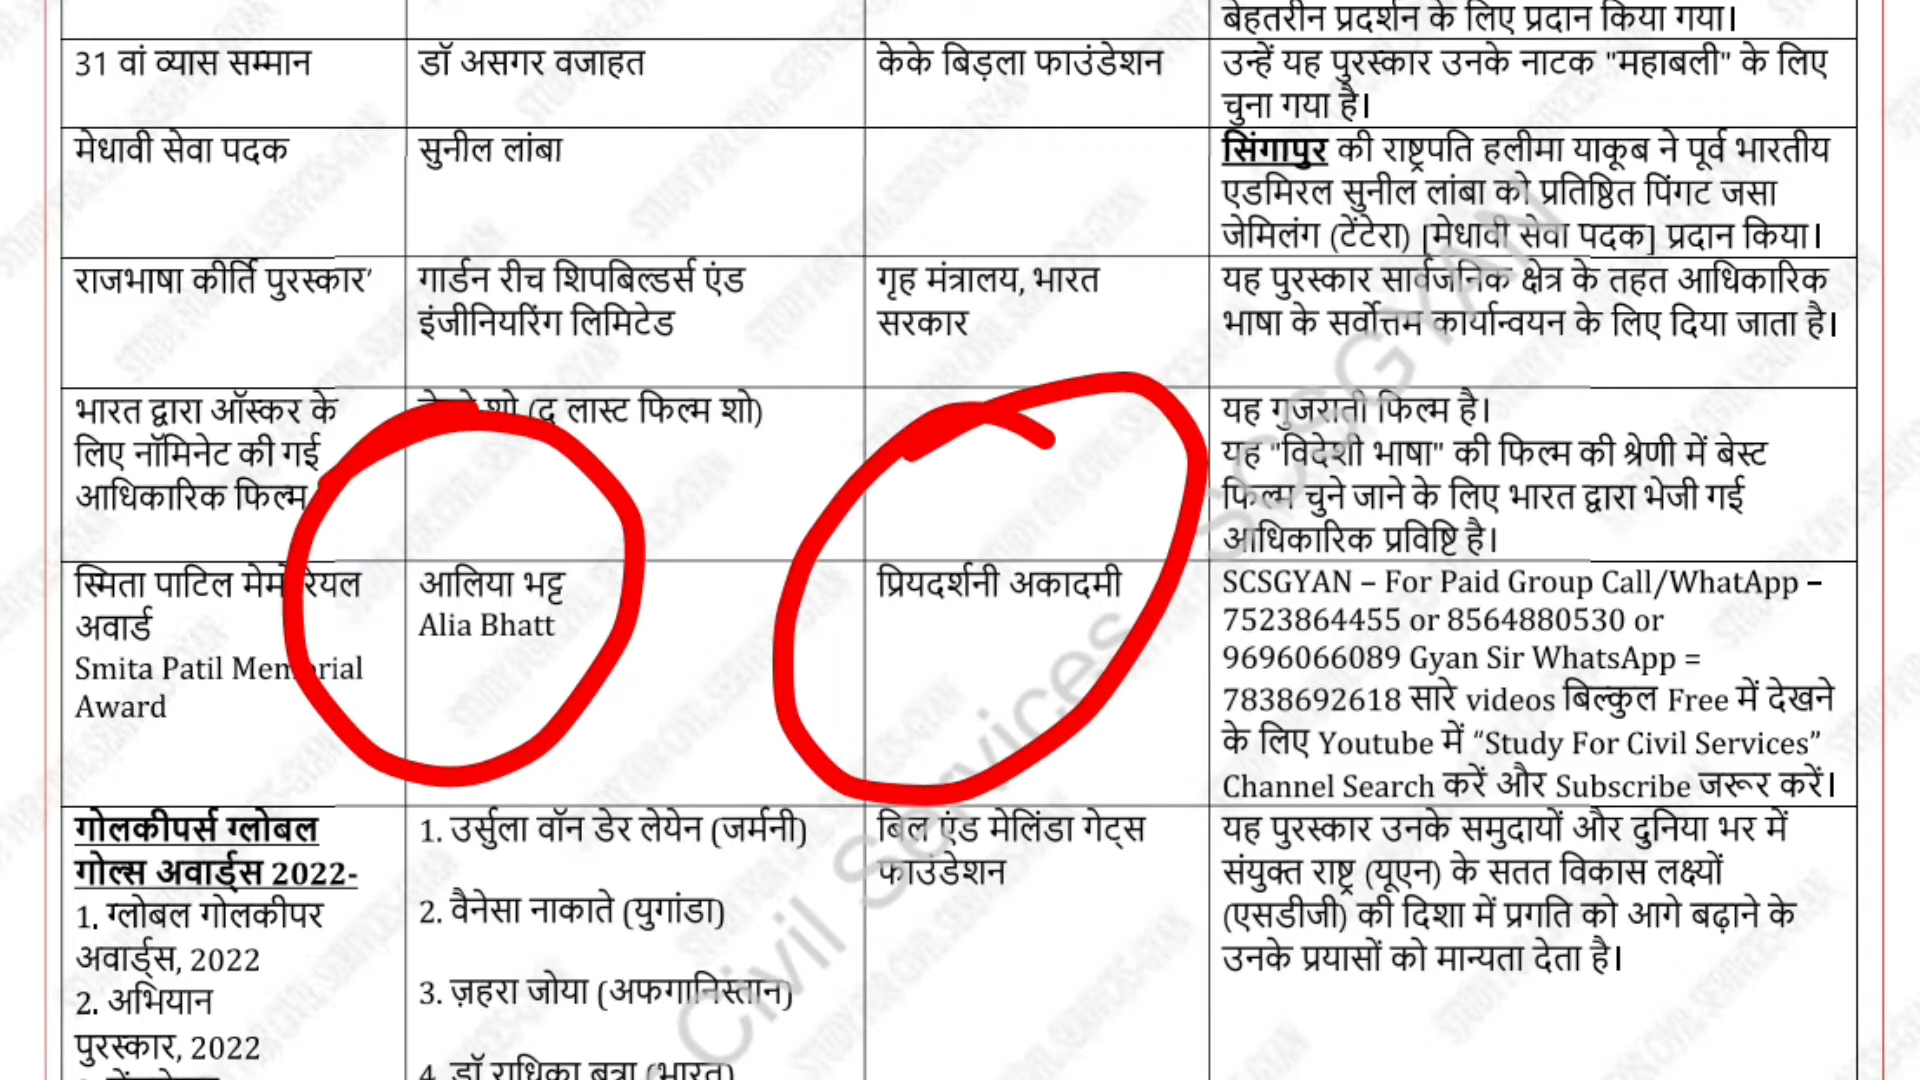 बेहतरीन प्रदर्शन के लिए प्रदान किया गया।
31 वां व्यास सम्मान
डॉ असगर वजाहत
केके बिड़ला फाउंडेशन
उन्हें यह पुरस्कार उनके नाटक "महाबली" के लिए
चुना गया है।
मेधावी सेवा पदक
सुनील लांबा
सिंगापुर की राष्ट्रपति हलीमा याकूब ने पूर्व भारतीय
एडमिरल सुनील लांबा को प्रतिष्ठित पिंगट जसा
जेमिलंग (टेंटेरा) [मेधावी सेवा पदक] प्रदान किया।
राजभाषा कीर्ति पुरस्कार’
गार्डन रीच शिपबिल्डर्स एंड
इंजीनियरिंग लिमिटेड
गृह मंत्रालय, भारत
सरकार
यह पुरस्कार सार्वजनिक क्षेत्र के तहत आधिकारिक
भाषा के सर्वोत्तम कार्यान्वयन के लिए दिया जाता है।
भारत द्वारा ऑस्कर के
लिए नॉमिनेट की गई
आधिकारिक फिल्म
शो (द लास्ट फिल्म शो)
यह गुजराती फिल्म है।
यह "विदेशी भाषा" की फिल्म की श्रेणी में बेस्ट
फिल्म चुने जाने के लिए भारत द्वारा भेजी गई
आधिकारिक प्रविष्टि है।
स्मिता पाटिल मेमोरियल
अवार्ड
Smita Patil Memorial
Award
आलिया भट्ट
Alia Bhatt
प्रियदर्शनी अकादमी
SCSGYAN – For Paid Group Call/WhatApp –
7523864455 or 8564880530 or
9696066089 Gyan Sir WhatsApp =
7838692618 सारे videos बिल्कुल Free में देखने
के लिए Youtube में “Study For Civil Services”
Channel Search करें और Subscribe जरूर करें।
गोलकीपर्स ग्लोबल
गोल्स अवार्ड्स 2022-
1. ग्लोबल गोलकीपर
अवार्ड्स, 2022
2. अभियान
पुरस्कार, 2022
1. उर्सुला वॉन डेर लेयेन (जर्मनी)
2. वैनेसा नाकाते (युगांडा)
3. ज़हरा जोया (अफगानिस्तान)
4. डॉ राधिका बत्रा (भारत)
बिल एंड मेलिंडा गेट्स
फाउंडेशन
यह पुरस्कार उनके समुदायों और दुनिया भर में
संयुक्त राष्ट्र (यूएन) के सतत विकास लक्ष्यों
(एसडीजी) की दिशा में प्रगति को आगे बढ़ाने के
उनके प्रयासों को मान्यता देता है।
Civil Services SCSGYAN